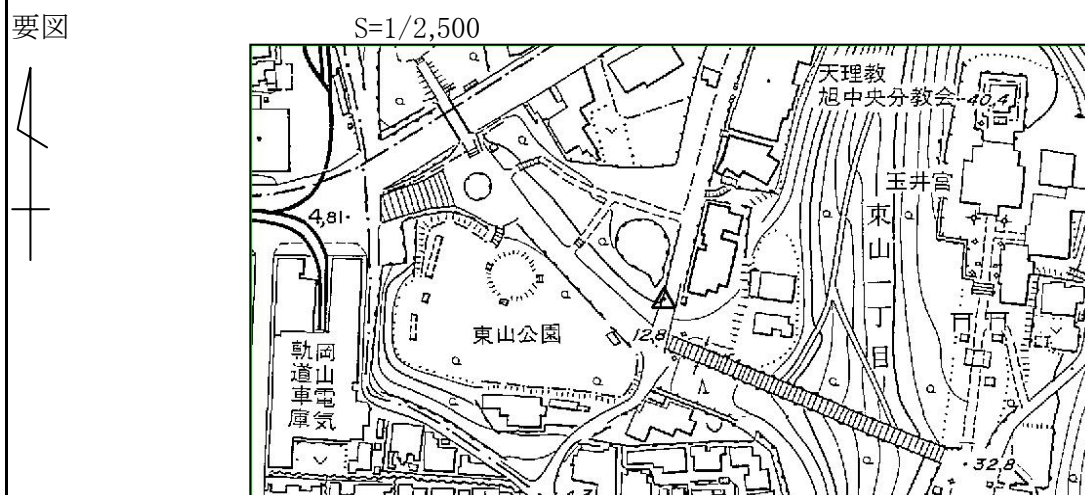 要図
S=1/2,500
天理教
旭中央分教会
40.4
玉井宮
4,81
東山一丁目
東山公園
12.8
岡山電気
軌道車庫
32.8
4.3